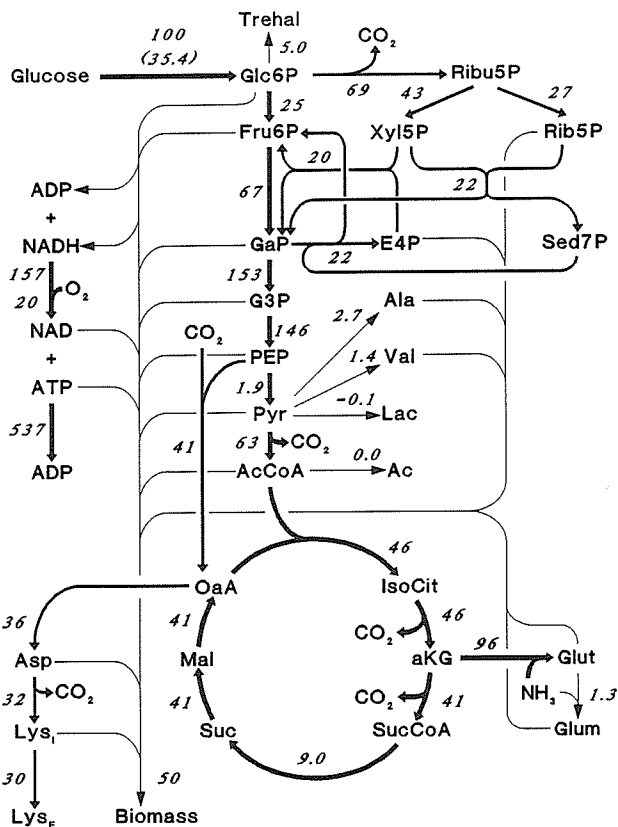 Trehal
100
5.0
CO2
(35.4)
Glucose
Glc6P
Ribu5P
69
43
27
25
Fru6P
Xyl5P
Rib5P
20
ADP
67
22
+
NADH
GaP
E4P
Sed7P
22
157
153
O2
20
G3P
Ala
CO2
2.7
NAD
146
1.4
Val
+
PEP
ATP
1.9
-0.1
Pyr
Lac
537
41
63
CO2
0.0
ADP
AcCoA
Ac
46
OaA
IsoCit
36
41
46
CO2
96
Asp
Mal
aKG
Glut
32
CO2
CO2
NH3
1.3
41
41
LysI
Suc
SucCoA
Glum
9.0
30
50
LysE
Biomass